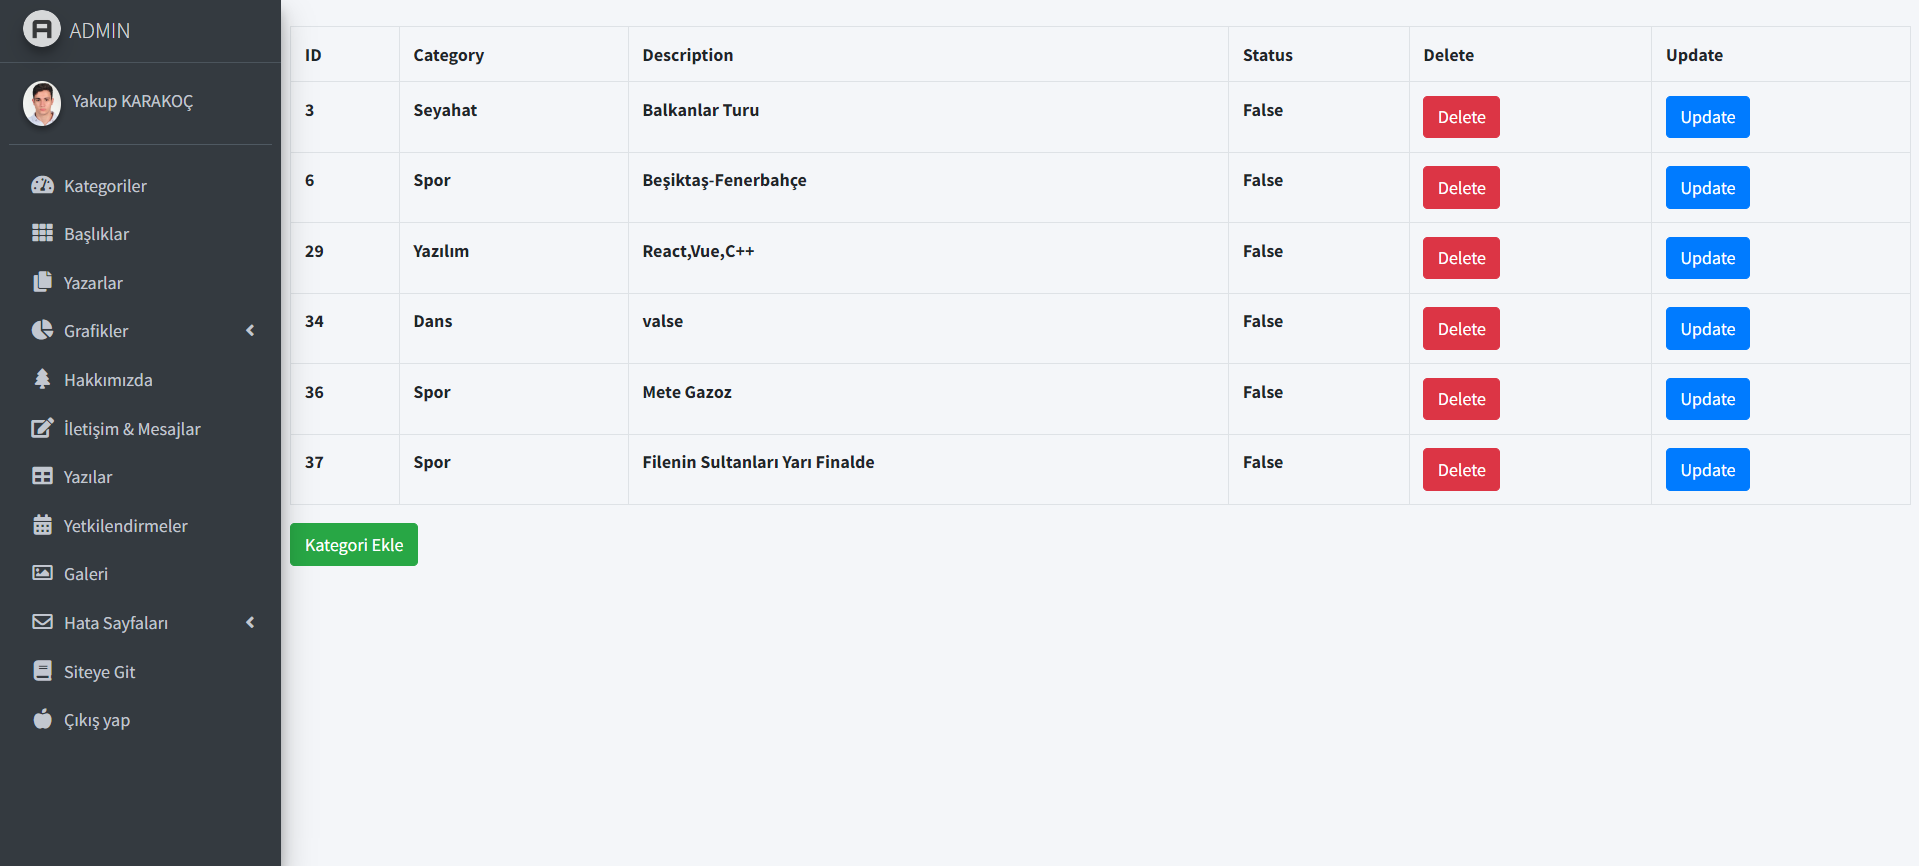 ADMIN
Yakup KARAKOÇ
Kategoriler
Başlıklar
Yazarlar
Grafikler
Hakkımızda
İletişim & Mesajlar
Yazılar
Yetkilendirmeler
Galeri
Hata Sayfaları
Siteye Git
Çıkış yap
ID Category Description Status Delete Update
3 Seyahat Balkanlar Turu False Delete Update
6 Spor Beşiktaş-Fenerbahçe False Delete Update
29 Yazılım React,Vue,C++ False Delete Update
34 Dans valse False Delete Update
36 Spor Mete Gazoz False Delete Update
37 Spor Filenin Sultanları Yarı Finalde False Delete Update
Kategori Ekle